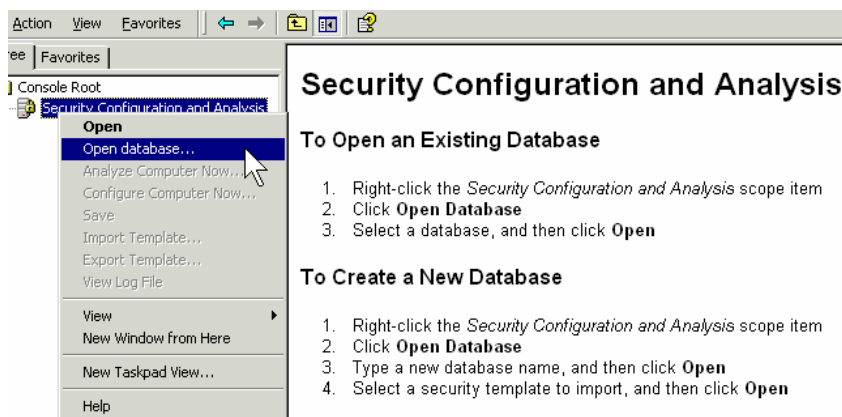 Action View Favorites
ree Favorites
Console Root
Security Configuration and Analysis
Open
Open database...
Analyze Computer Now...
Configure Computer Now...
Save
Import Template...
Export Template...
View Log File
View
New Window from Here
New Taskpad View...
Help
Security Configuration and Analysis
To Open an Existing Database
1. Right-click the Security Configuration and Analysis scope item
2. Click Open Database
3. Select a database, and then click Open
To Create a New Database
1. Right-click the Security Configuration and Analysis scope item
2. Click Open Database
3. Type a new database name, and then click Open
4. Select a security template to import, and then click Open